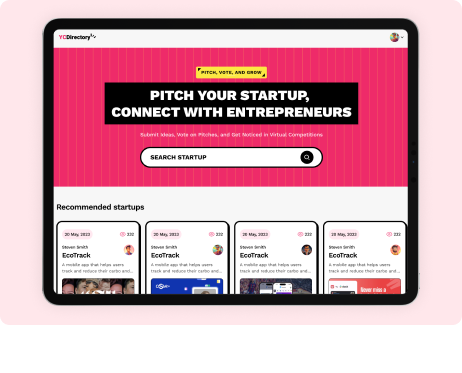 YCDirectory
PITCH, VOTE, AND GROW
PITCH YOUR STARTUP,
CONNECT WITH ENTREPRENEURS
Submit Ideas, Vote on Pitches, and Get Noticed in Virtual Competitions
SEARCH STARTUP
Recommended startups
20 May, 2023 232
Steven Smith
EcoTrack
A mobile app that helps users
track and reduce their carbo and...
20 May, 2023 232
Steven Smith
EcoTrack
A mobile app that helps users
track and reduce their carbo and...
20 May, 2023 232
Steven Smith
EcoTrack
A mobile app that helps users
track and reduce their carbo and...
20 May, 2023 232
Steven Smith
EcoTrack
A mobile app that helps users
track and reduce their carbo and...
Never miss a